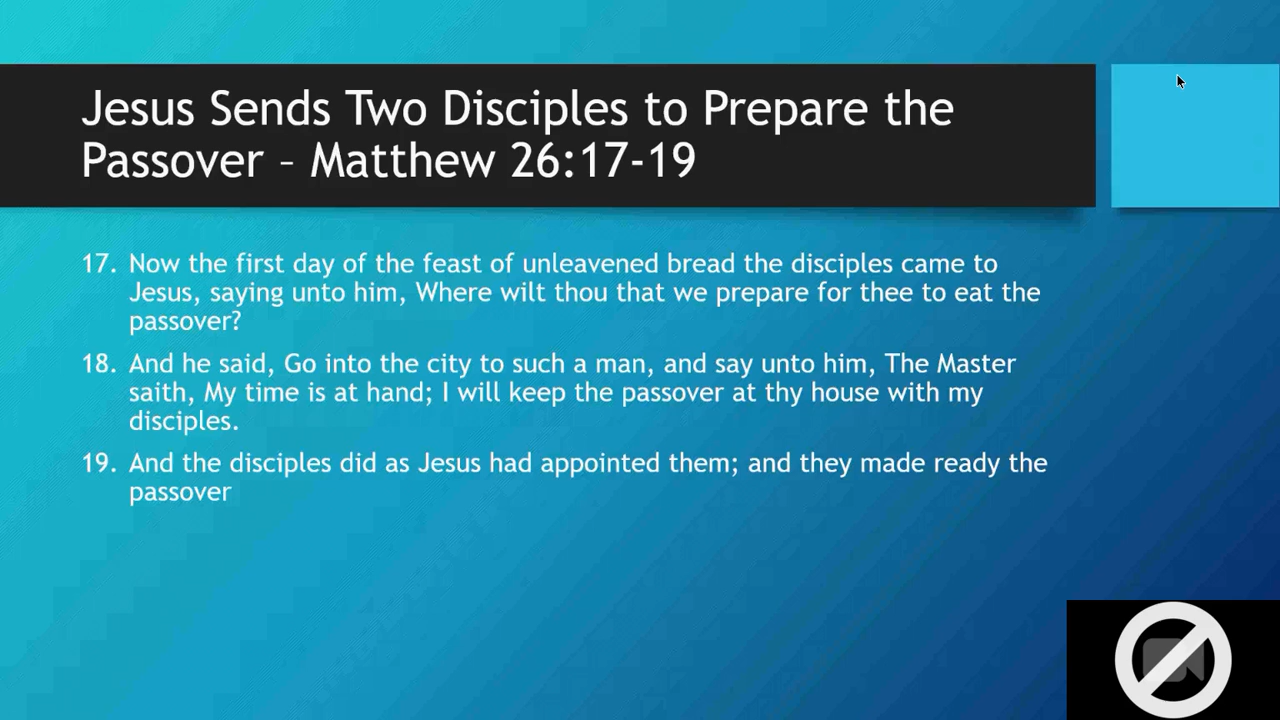 Jesus Sends Two Disciples to Prepare the
Passover – Matthew 26:17-19
17. Now the first day of the feast of unleavened bread the disciples came to
Jesus, saying unto him, Where wilt thou that we prepare for thee to eat the
passover?
18. And he said, Go into the city to such a man, and say unto him, The Master
saith, My time is at hand; I will keep the passover at thy house with my
disciples.
19. And the disciples did as Jesus had appointed them; and they made ready the
passover